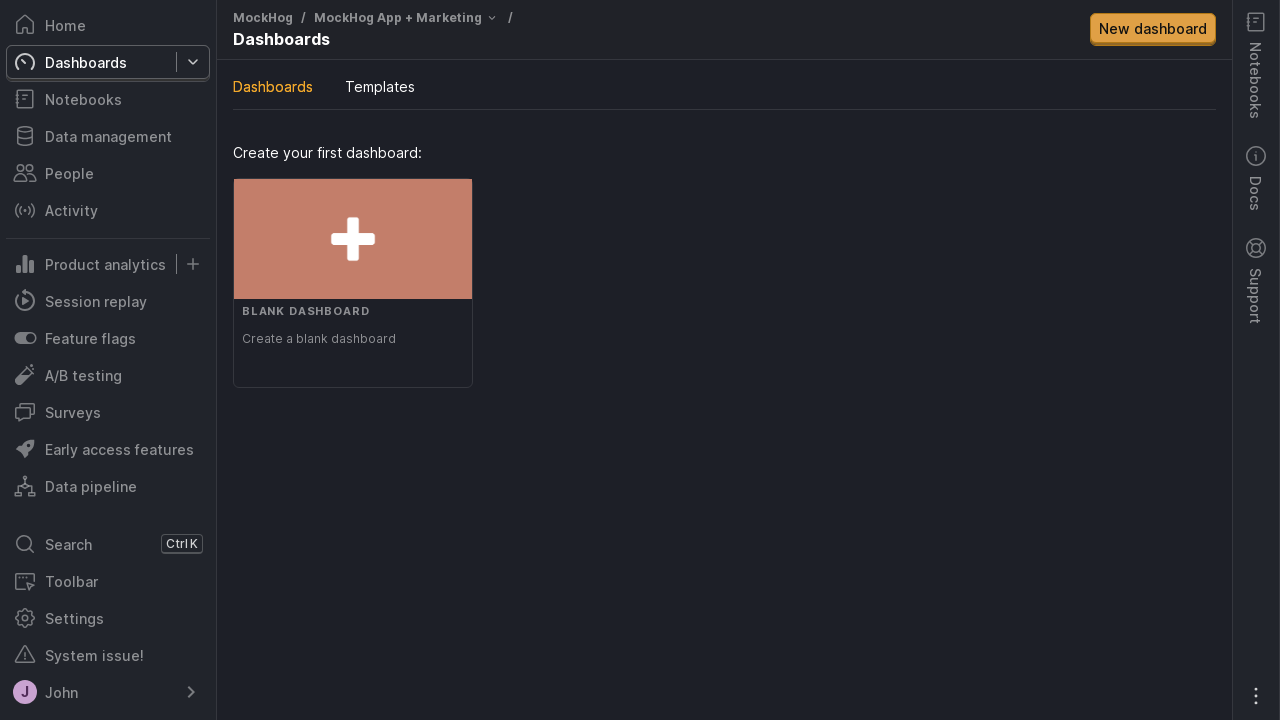 Home
Dashboards
Notebooks
Data management
People
Activity
Product analytics
Session replay
Feature flags
A/B testing
Surveys
Early access features
Data pipeline
Search Ctrl K
Toolbar
Settings
System issue!
J John
MockHog / MockHog App + Marketing /
Dashboards
New dashboard
Dashboards Templates
Create your first dashboard:
BLANK DASHBOARD
Create a blank dashboard
Notebooks
Docs
Support